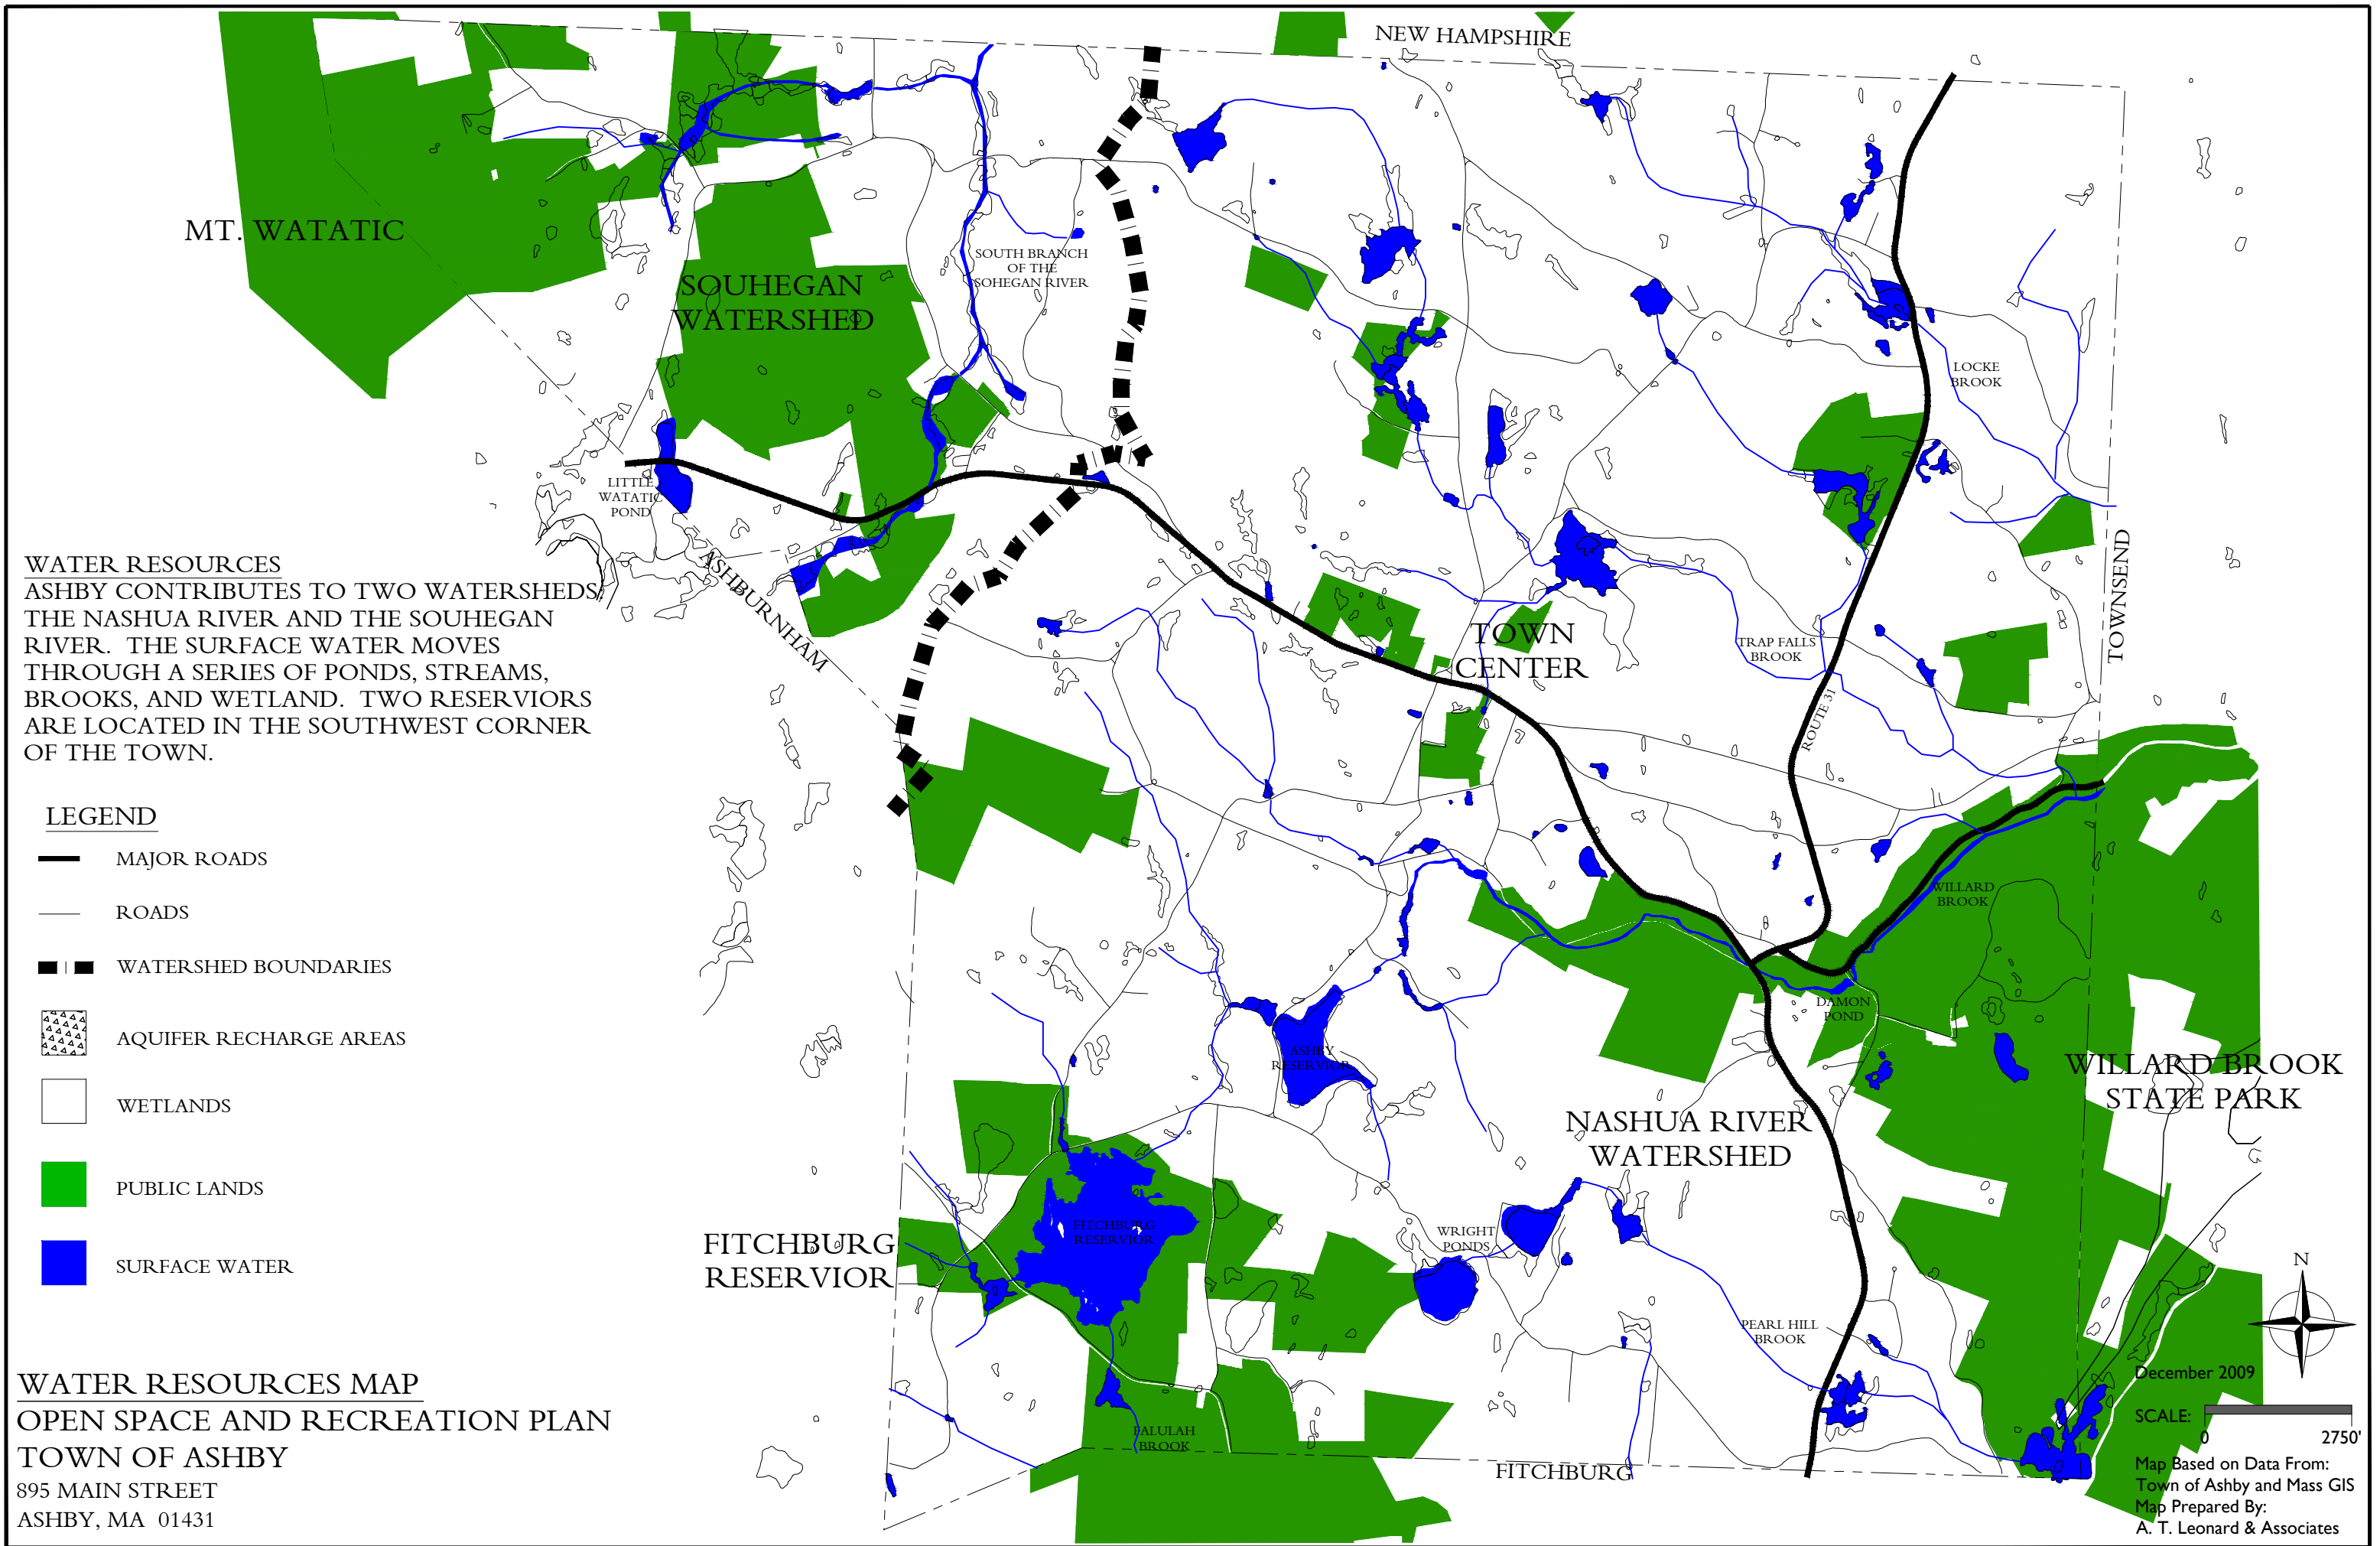 NEW HAMPSHIRE
MT. WATATIC
SOUHEGAN
WATERSHED
SOUTH BRANCH
OF THE
SOHEGAN RIVER
LOCKE
BROOK
LITTLE
WATATIC
POND
ASHBURNHAM
TOWNSEND
TOWN
CENTER
TRAP FALLS
BROOK
ROUTE 31
WATER RESOURCES
ASHBY CONTRIBUTES TO TWO WATERSHEDS
THE NASHUA RIVER AND THE SOUHEGAN
RIVER. THE SURFACE WATER MOVES
THROUGH A SERIES OF PONDS, STREAMS,
BROOKS, AND WETLAND. TWO RESERVIORS
ARE LOCATED IN THE SOUTHWEST CORNER
OF THE TOWN.
LEGEND
MAJOR ROADS
ROADS
WATERSHED BOUNDARIES
AQUIFER RECHARGE AREAS
WETLANDS
PUBLIC LANDS
SURFACE WATER
WILLARD
BROOK
DAMON
POND
ASHBY
RESERVIOR
WILLARD BROOK
STATE PARK
NASHUA RIVER
WATERSHED
FITCHBURG
RESERVIOR
FITCHBURG
RESERVIOR
WRIGHT
PONDS
PEARL HILL
BROOK
FALULAH
BROOK
FITCHBURG
WATER RESOURCES MAP
OPEN SPACE AND RECREATION PLAN
TOWN OF ASHBY
895 MAIN STREET
ASHBY, MA 01431
N
December 2009
SCALE:
0 2750'
Map Based on Data From:
Town of Ashby and Mass GIS
Map Prepared By:
A. T. Leonard & Associates